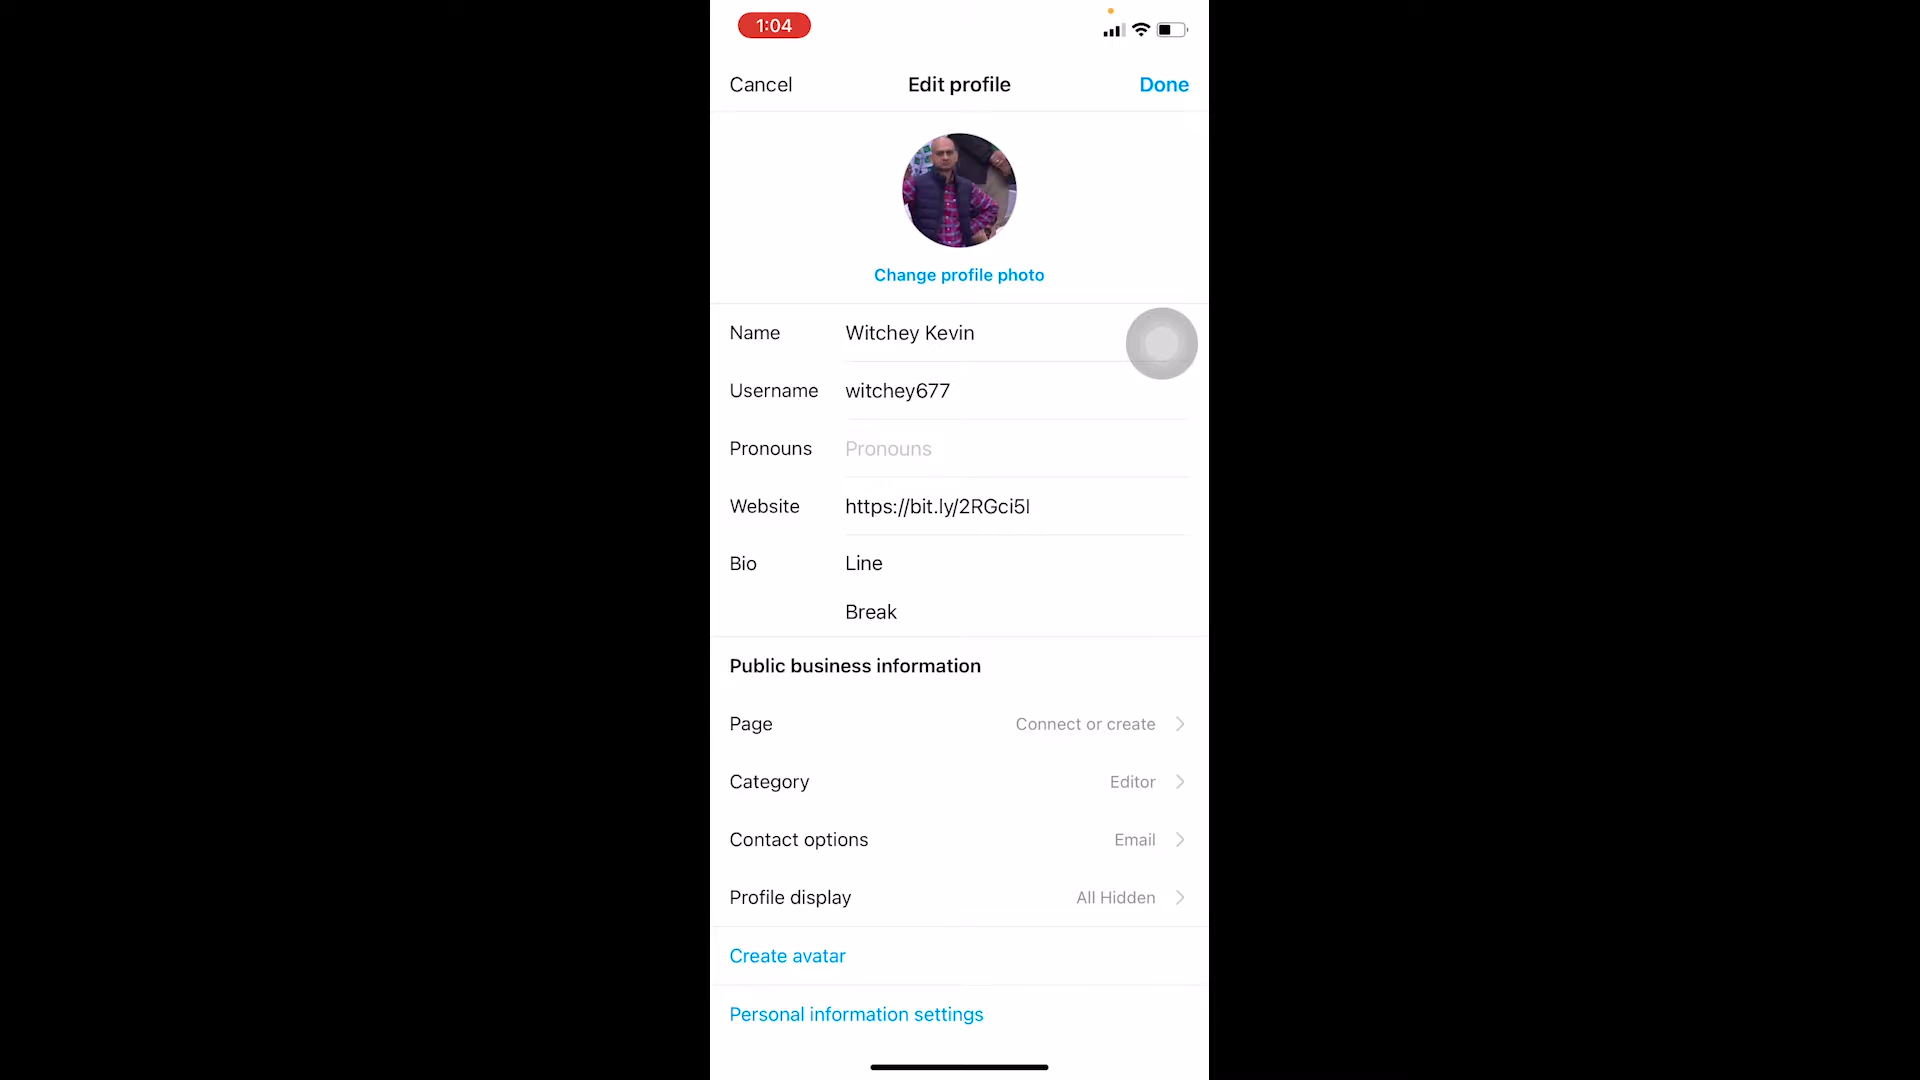 1:04
Cancel Edit profile Done
Change profile photo
Name Witchey Kevin
Username witchey677
Pronouns Pronouns
Website https://bit.ly/2RGci5l
Bio Line
Break
Public business information
Page Connect or create
Category Editor
Contact options Email
Profile display All Hidden
Create avatar
Personal information settings